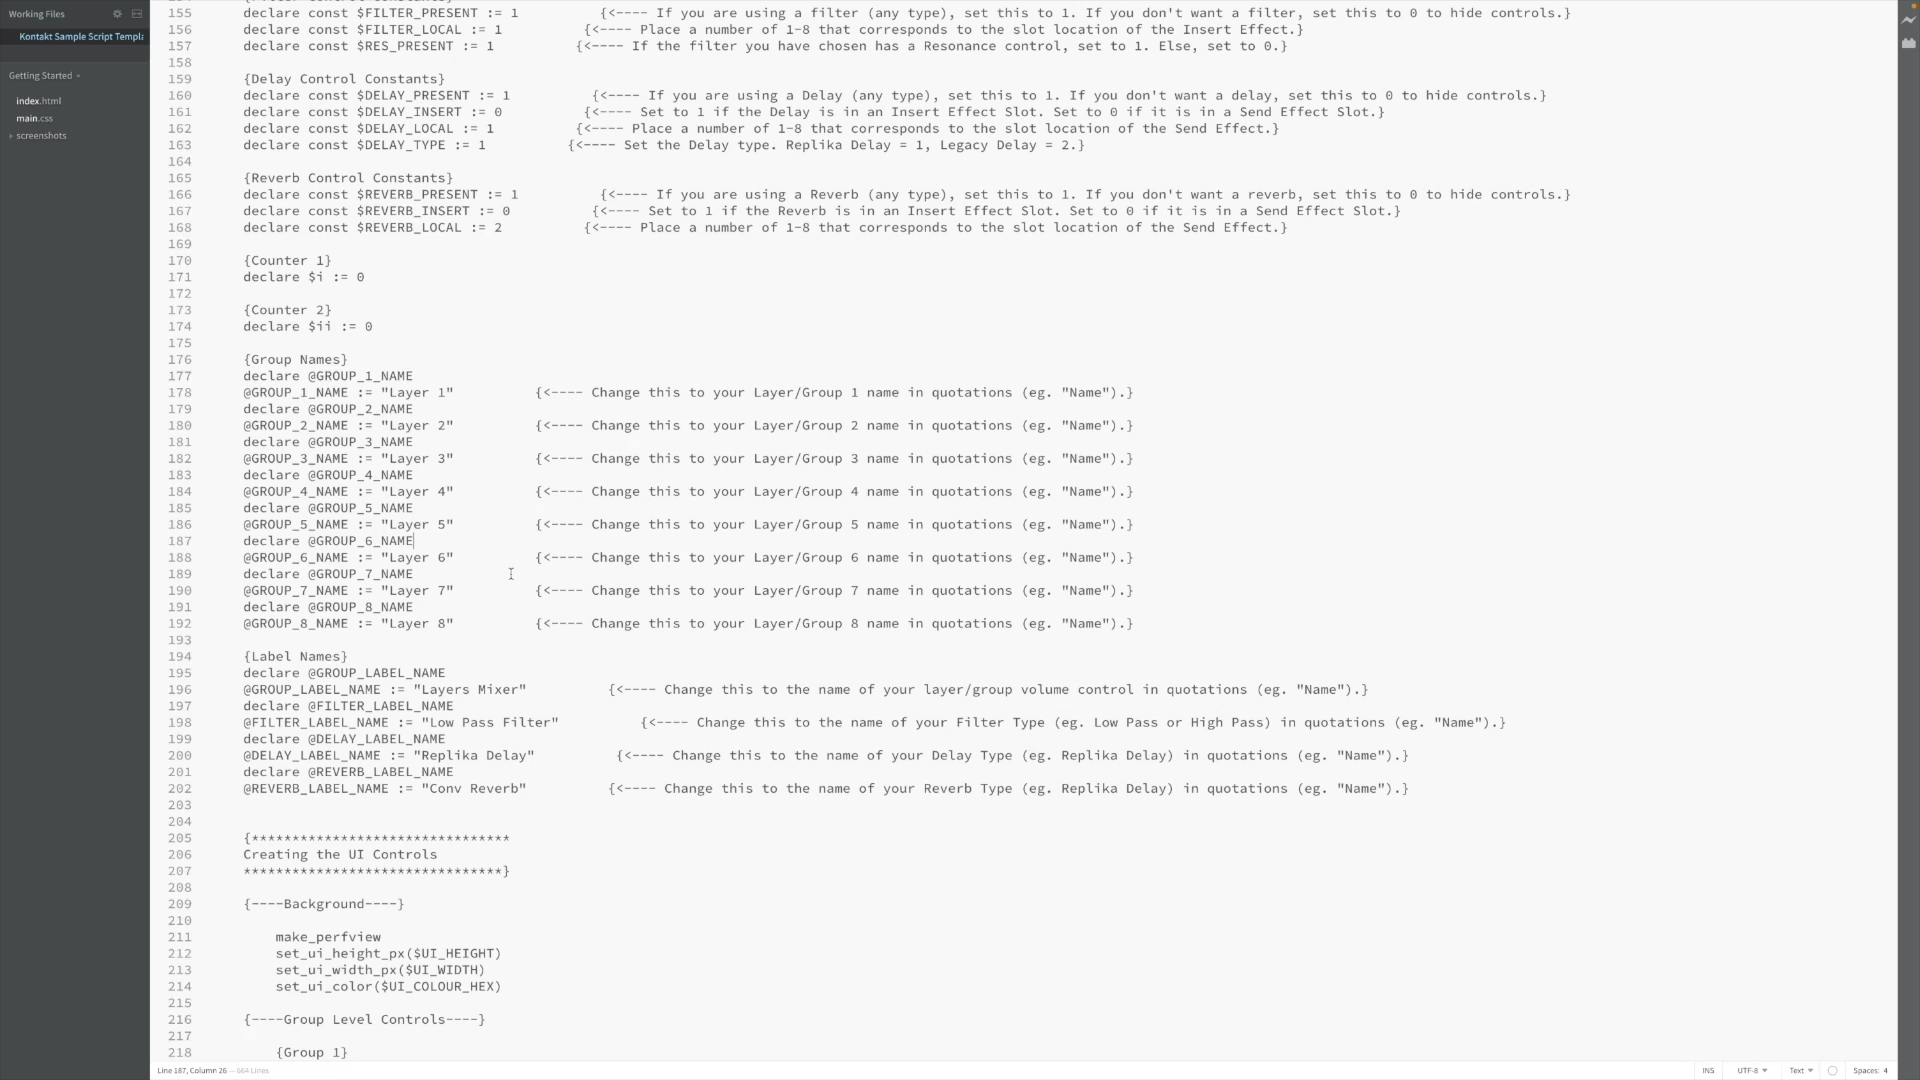 Working Files
Kontakt Sample Script Templa
Getting Started
index.html
main.css
screenshots
155 declare const $FILTER_PRESENT := 1 {<---- If you are using a filter (any type), set this to 1. If you don't want a filter, set this to 0 to hide controls.}
156 declare const $FILTER_LOCAL := 1 {<---- Place a number of 1-8 that corresponds to the slot location of the Insert Effect.}
157 declare const $RES_PRESENT := 1 {<---- If the filter you have chosen has a Resonance control, set to 1. Else, set to 0.}
158
159 {Delay Control Constants}
160 declare const $DELAY_PRESENT := 1 {<---- If you are using a Delay (any type), set this to 1. If you don't want a delay, set this to 0 to hide controls.}
161 declare const $DELAY_INSERT := 0 {<---- Set to 1 if the Delay is in an Insert Effect Slot. Set to 0 if it is in a Send Effect Slot.}
162 declare const $DELAY_LOCAL := 1 {<---- Place a number of 1-8 that corresponds to the slot location of the Send Effect.}
163 declare const $DELAY_TYPE := 1 {<---- Set the Delay type. Replika Delay = 1, Legacy Delay = 2.}
164
165 {Reverb Control Constants}
166 declare const $REVERB_PRESENT := 1 {<---- If you are using a Reverb (any type), set this to 1. If you don't want a reverb, set this to 0 to hide controls.}
167 declare const $REVERB_INSERT := 0 {<---- Set to 1 if the Reverb is in an Insert Effect Slot. Set to 0 if it is in a Send Effect Slot.}
168 declare const $REVERB_LOCAL := 2 {<---- Place a number of 1-8 that corresponds to the slot location of the Send Effect.}
169
170 {Counter 1}
171 declare $i := 0
172
173 {Counter 2}
174 declare $ii := 0
175
176 {Group Names}
177 declare @GROUP_1_NAME
178 @GROUP_1_NAME := "Layer 1" {<---- Change this to your Layer/Group 1 name in quotations (eg. "Name").}
179 declare @GROUP_2_NAME
180 @GROUP_2_NAME := "Layer 2" {<---- Change this to your Layer/Group 2 name in quotations (eg. "Name").}
181 declare @GROUP_3_NAME
182 @GROUP_3_NAME := "Layer 3" {<---- Change this to your Layer/Group 3 name in quotations (eg. "Name").}
183 declare @GROUP_4_NAME
184 @GROUP_4_NAME := "Layer 4" {<---- Change this to your Layer/Group 4 name in quotations (eg. "Name").}
185 declare @GROUP_5_NAME
186 @GROUP_5_NAME := "Layer 5" {<---- Change this to your Layer/Group 5 name in quotations (eg. "Name").}
187 declare @GROUP_6_NAME
188 @GROUP_6_NAME := "Layer 6" {<---- Change this to your Layer/Group 6 name in quotations (eg. "Name").}
189 declare @GROUP_7_NAME
190 @GROUP_7_NAME := "Layer 7" {<---- Change this to your Layer/Group 7 name in quotations (eg. "Name").}
191 declare @GROUP_8_NAME
192 @GROUP_8_NAME := "Layer 8" {<---- Change this to your Layer/Group 8 name in quotations (eg. "Name").}
193
194 {Label Names}
195 declare @GROUP_LABEL_NAME
196 @GROUP_LABEL_NAME := "Layers Mixer" {<---- Change this to the name of your layer/group volume control in quotations (eg. "Name").}
197 declare @FILTER_LABEL_NAME
198 @FILTER_LABEL_NAME := "Low Pass Filter" {<---- Change this to the name of your Filter Type (eg. Low Pass or High Pass) in quotations (eg. "Name").}
199 declare @DELAY_LABEL_NAME
200 @DELAY_LABEL_NAME := "Replika Delay" {<---- Change this to the name of your Delay Type (eg. Replika Delay) in quotations (eg. "Name").}
201 declare @REVERB_LABEL_NAME
202 @REVERB_LABEL_NAME := "Conv Reverb" {<---- Change this to the name of your Reverb Type (eg. Replika Delay) in quotations (eg. "Name").}
203
204
205 {********************************
206 Creating the UI Controls
207 ********************************}
208
209 {----Background----}
210
211 make_perfview
212 set_ui_height_px($UI_HEIGHT)
213 set_ui_width_px($UI_WIDTH)
214 set_ui_color($UI_COLOUR_HEX)
215
216 {----Group Level Controls----}
217
218 {Group 1}
Line 187, Column 26 — 664 Lines
INS UTF-8 Text Spaces: 4